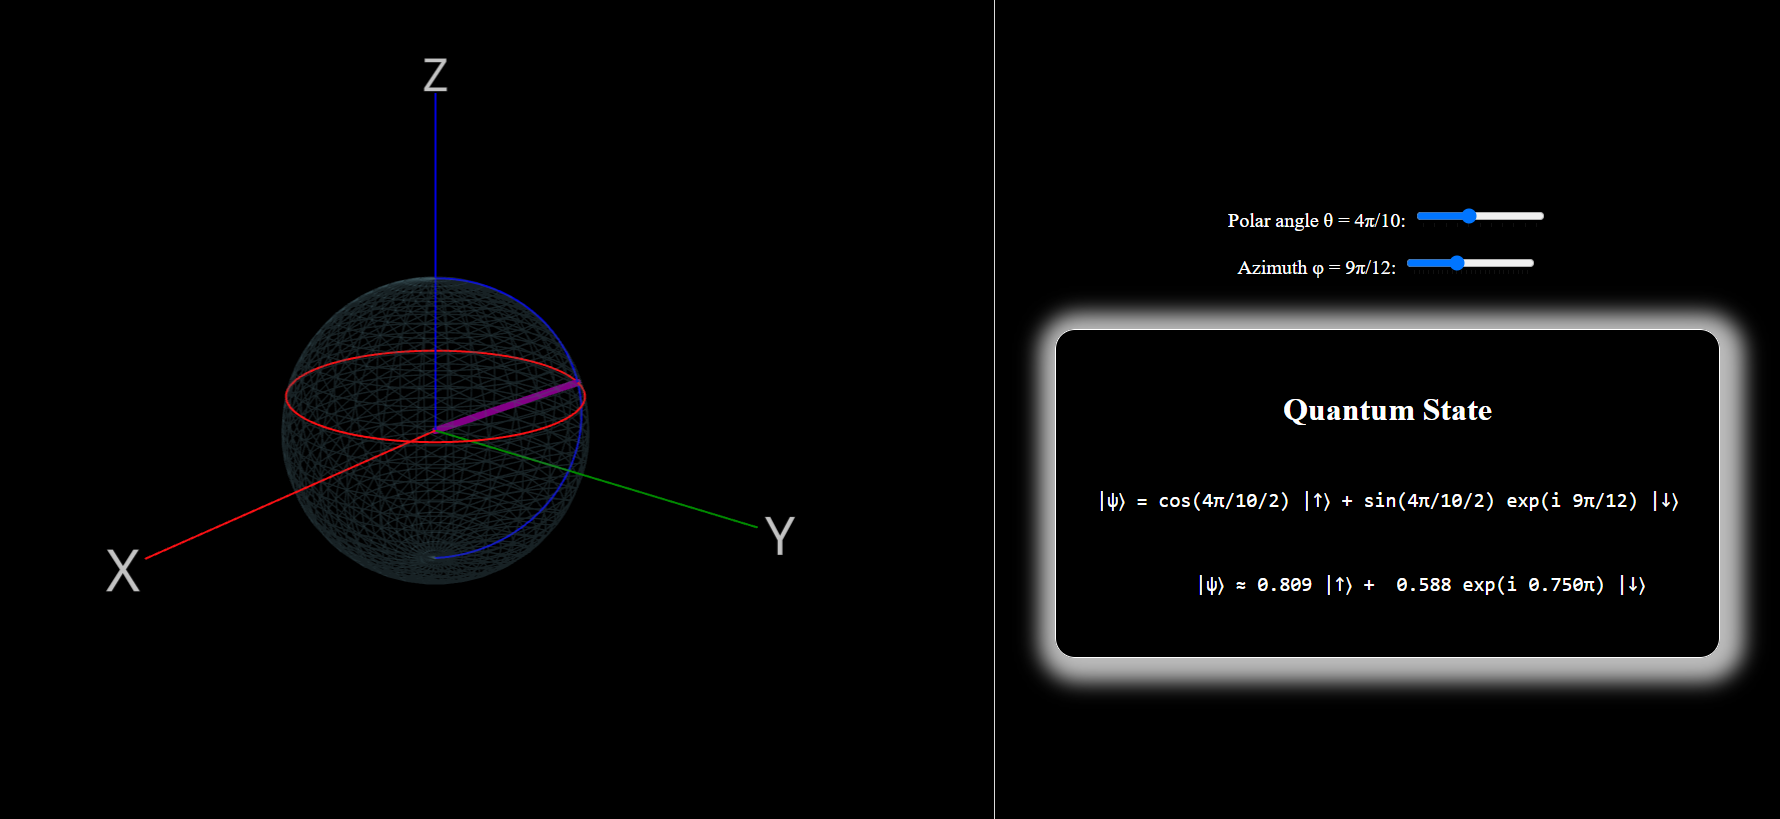 Z
X
Y
Polar angle θ = 4π/10:
Azimuth φ = 9π/12:
Quantum State
|ψ⟩ = cos(4π/10/2) |↑⟩ + sin(4π/10/2) exp(i 9π/12) |↓⟩
|ψ⟩ ≈ 0.809 |↑⟩ +  0.588 exp(i 0.750π) |↓⟩